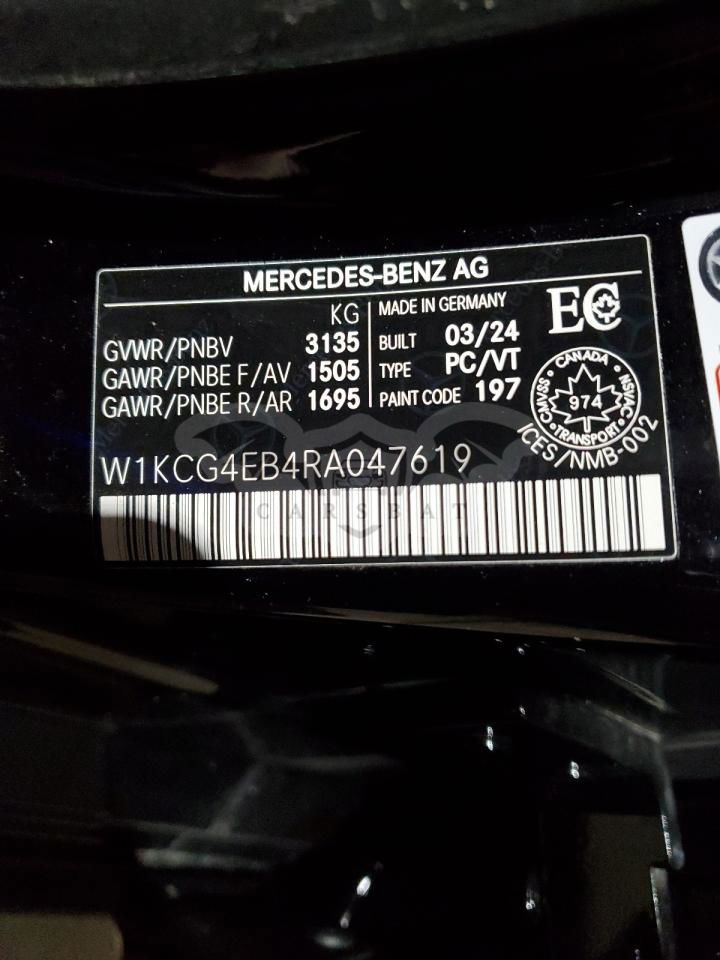 MERCEDES-BENZ AG
KG
GVWR/PNBV 3135
GAWR/PNBE F/AV 1505
GAWR/PNBE R/AR 1695
MADE IN GERMANY
BUILT 03/24
TYPE PC/VT
PAINT CODE 197
EC
CANADA
974
TRANSPORT
CANVASS
NSVAC
ICES/NMB-002
W1KCG4EB4RA047619
CARSBAT